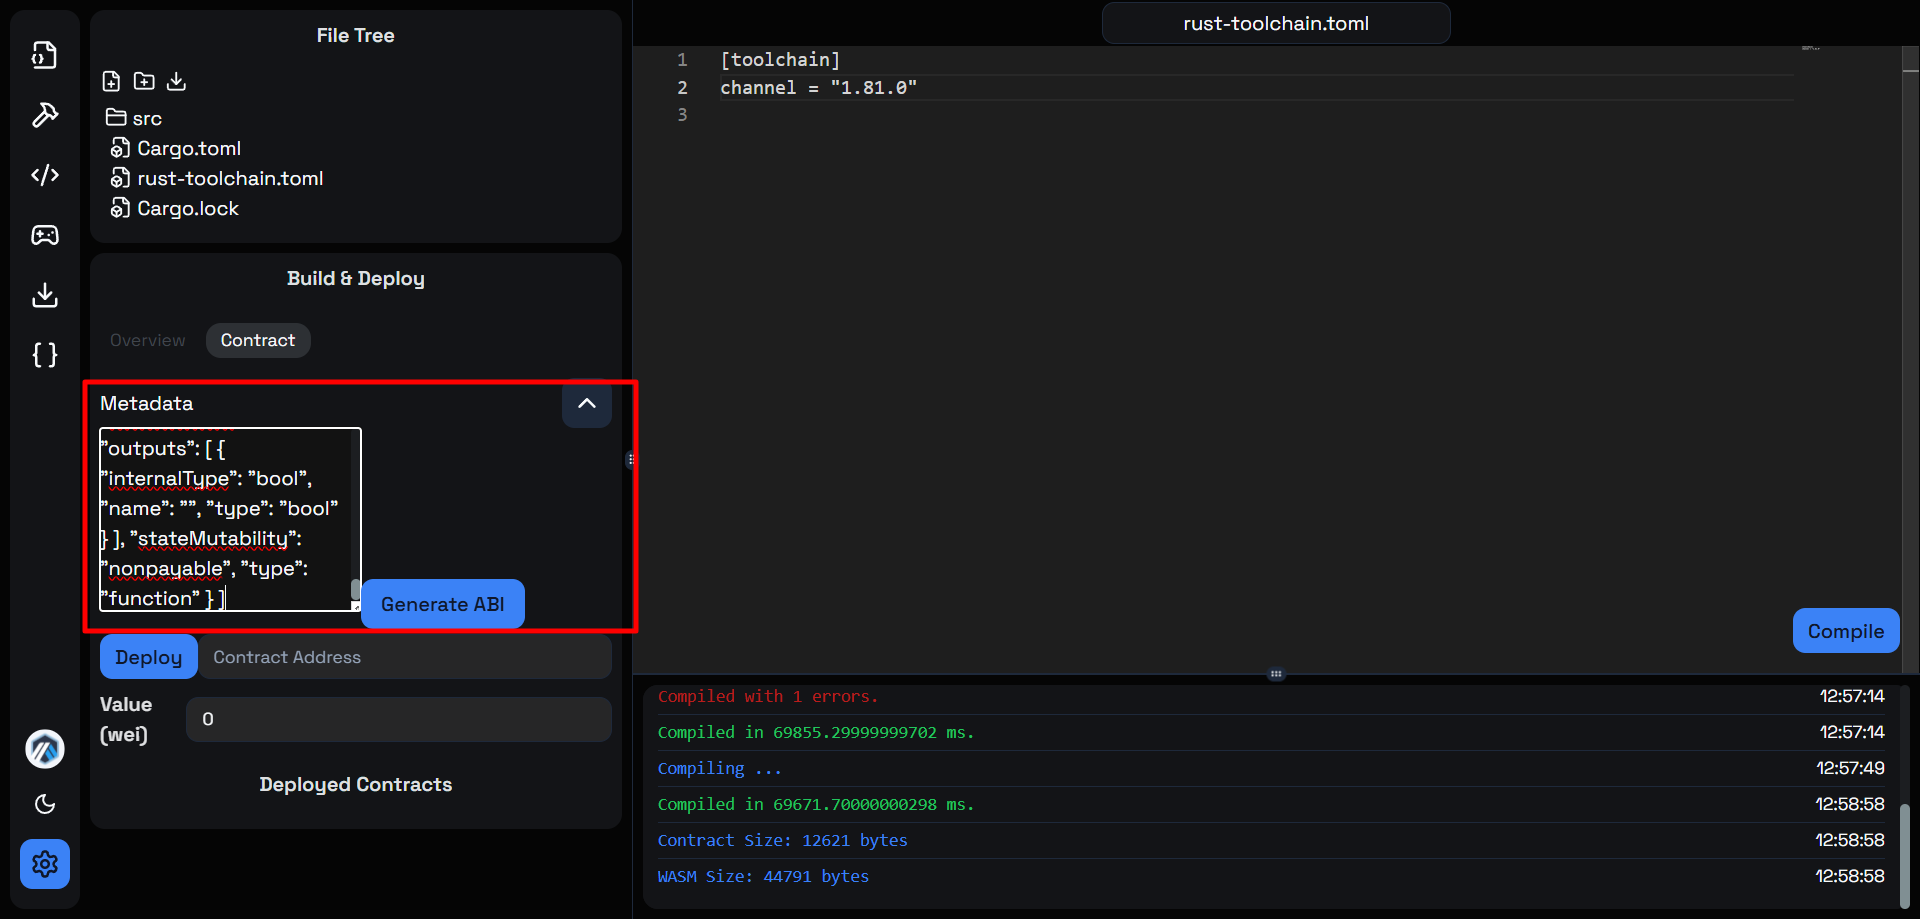 File Tree
src
Cargo.toml
rust-toolchain.toml
Cargo.lock
Build & Deploy
Overview
Contract
Metadata
"outputs": [ {
"internalType": "bool",
"name": "", "type": "bool"
} ], "stateMutability":
"nonpayable", "type":
"function" } ]
Generate ABI
Deploy
Contract Address
Value
(wei)
0
Deployed Contracts
rust-toolchain.toml
1 [toolchain]
2 channel = "1.81.0"
3
Compile
Compiled with 1 errors. 12:57:14
Compiled in 69855.29999999702 ms. 12:57:14
Compiling ... 12:57:49
Compiled in 69671.70000000298 ms. 12:58:58
Contract Size: 12621 bytes 12:58:58
WASM Size: 44791 bytes 12:58:58